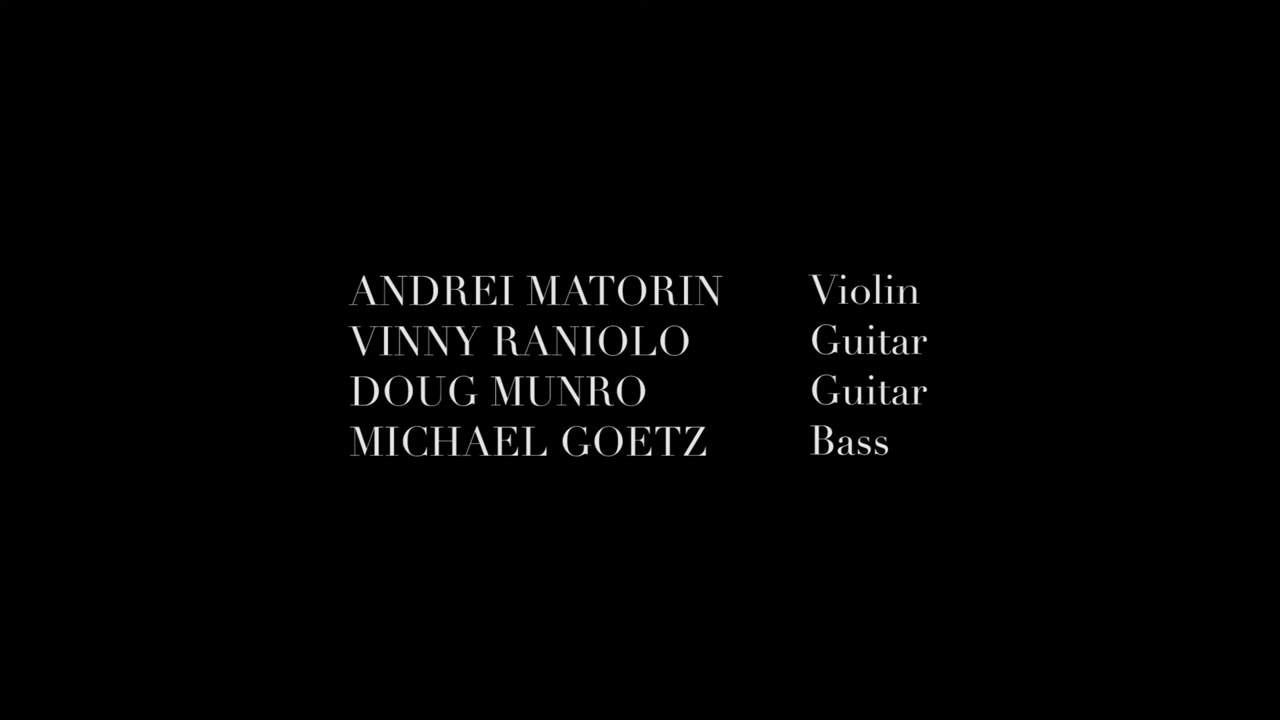 ANDREI MATORIN Violin
VINNY RANIOLO Guitar
DOUG MUNRO Guitar
MICHAEL GOETZ Bass